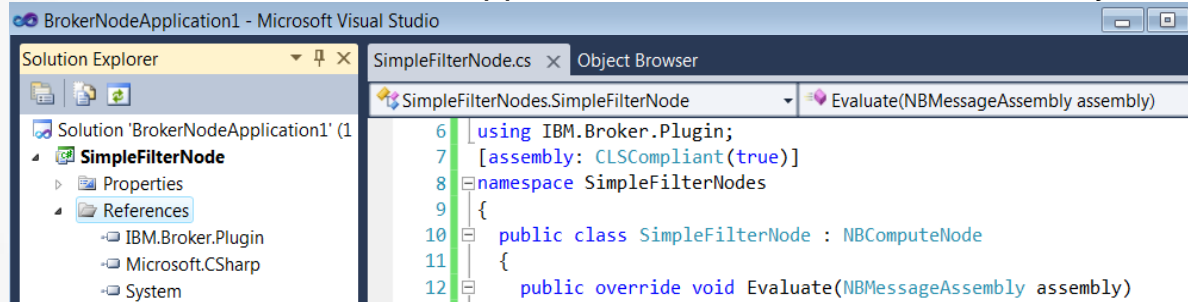 BrokerNodeApplication1 - Microsoft Visual Studio
Solution Explorer
SimpleFilterNode.cs
Object Browser
SimpleFilterNodes.SimpleFilterNode
Evaluate(NBMessageAssembly assembly)
Solution 'BrokerNodeApplication1' (1
SimpleFilterNode
Properties
References
IBM.Broker.Plugin
Microsoft.CSharp
System
6 using IBM.Broker.Plugin;
7 [assembly: CLSCompliant(true)]
8 namespace SimpleFilterNodes
9 {
10 public class SimpleFilterNode : NBComputeNode
11 {
12 public override void Evaluate(NBMessageAssembly assembly)